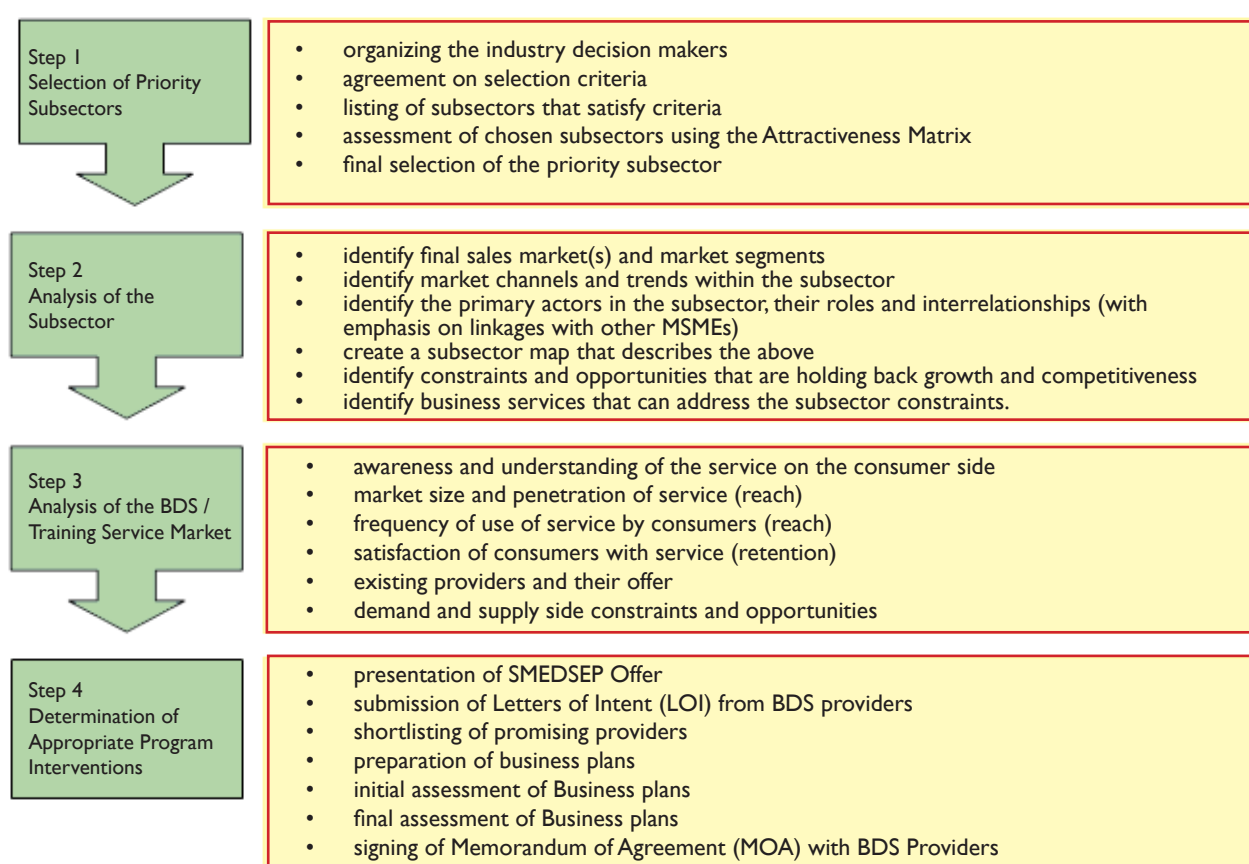 Step 1
Selection of Priority
Subsectors
• organizing the industry decision makers
• agreement on selection criteria
• listing of subsectors that satisfy criteria
• assessment of chosen subsectors using the Attractiveness Matrix
• final selection of the priority subsector
Step 2
Analysis of the
Subsector
• identify final sales market(s) and market segments
• identify market channels and trends within the subsector
• identify the primary actors in the subsector, their roles and interrelationships (with
emphasis on linkages with other MSMEs)
• create a subsector map that describes the above
• identify constraints and opportunities that are holding back growth and competitiveness
• identify business services that can address the subsector constraints.
Step 3
Analysis of the BDS /
Training Service Market
• awareness and understanding of the service on the consumer side
• market size and penetration of service (reach)
• frequency of use of service by consumers (reach)
• satisfaction of consumers with service (retention)
• existing providers and their offer
• demand and supply side constraints and opportunities
Step 4
Determination of
Appropriate Program
Interventions
• presentation of SMEDSEP Offer
• submission of Letters of Intent (LOI) from BDS providers
• shortlisting of promising providers
• preparation of business plans
• initial assessment of Business plans
• final assessment of Business plans
• signing of Memorandum of Agreement (MOA) with BDS Providers